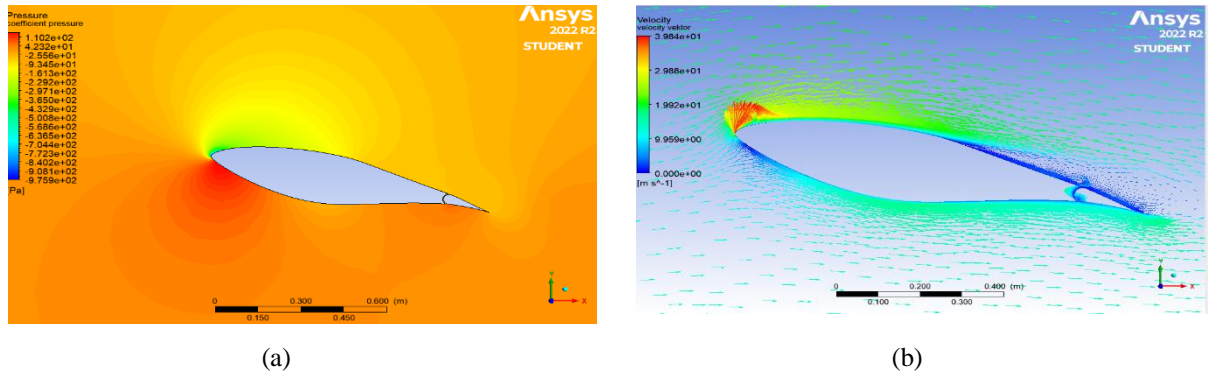 Pressure
coefficient pressure
1.102e+02
4.232e+01
-2.556e+01
-9.345e+01
-1.613e+02
-2.292e+02
-2.971e+02
-3.650e+02
-4.329e+02
-5.008e+02
-5.686e+02
-6.365e+02
-7.044e+02
-7.723e+02
-8.402e+02
-9.081e+02
-9.759e+02
[Pa]
Ansys
2022 R2
STUDENT
0 0.300 0.600 (m)
0.150 0.450
Y
X
(a)
Velocity
velocity vektor
3.984e+01
2.988e+01
1.992e+01
9.959e+00
0.000e+00
[m s^-1]
Ansys
2022 R2
STUDENT
0 0.200 0.400 (m)
0.100 0.300
Y
X
(b)